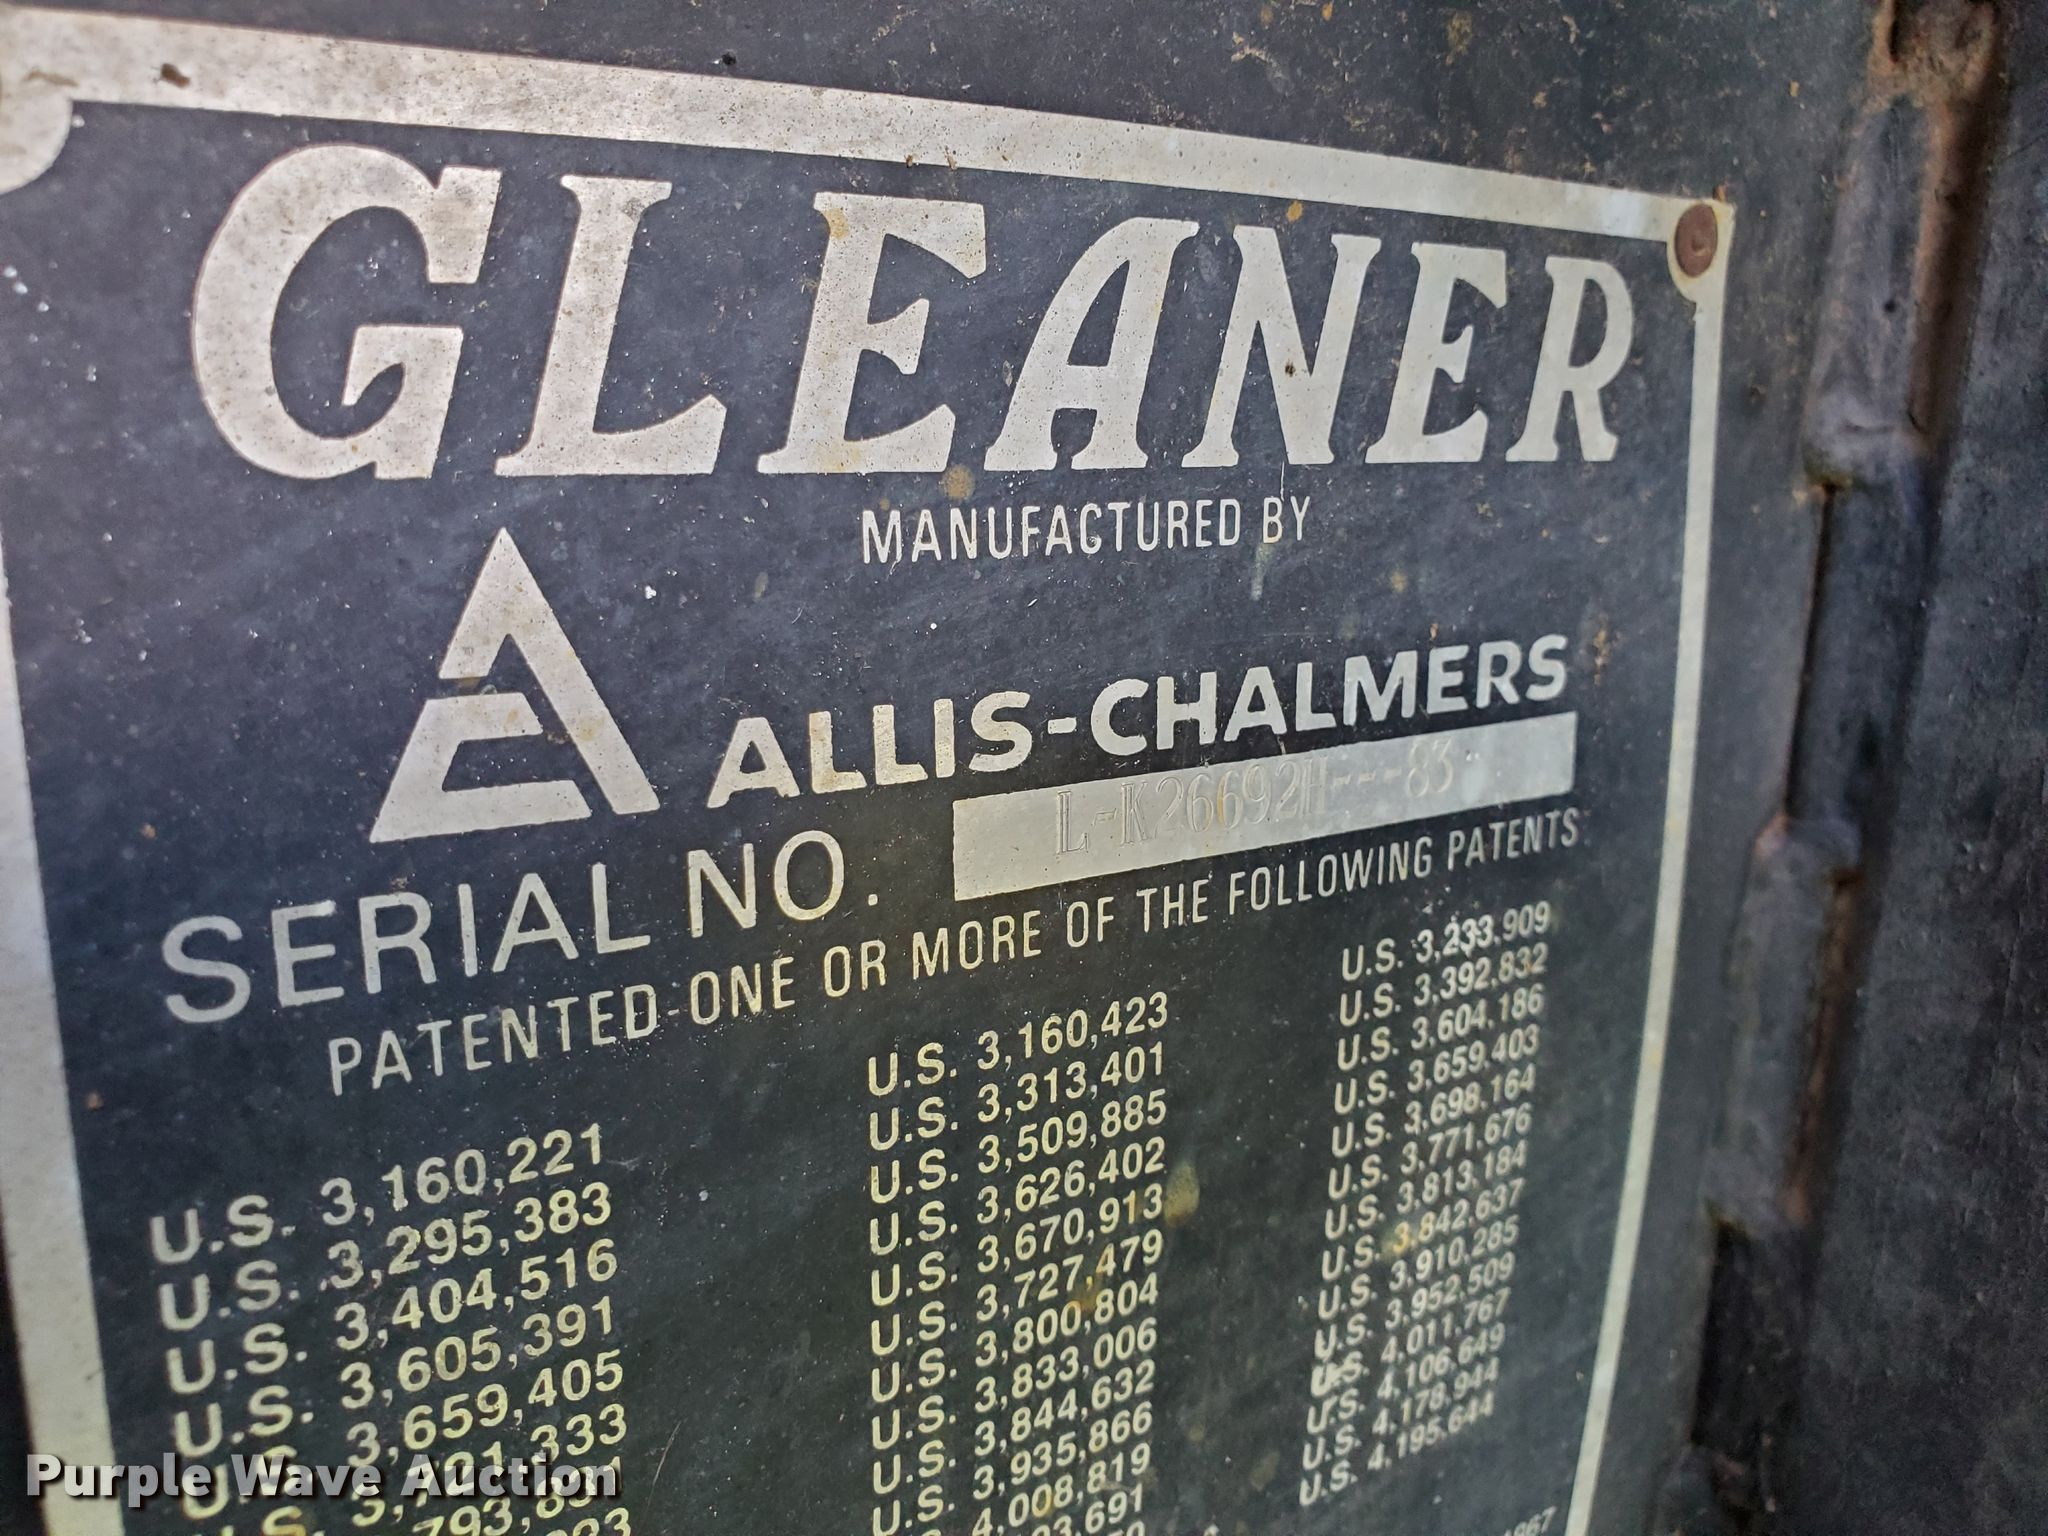 GLEANER
MANUFACTURED BY
ALLIS-CHALMERS
SERIAL NO. L-K26692H---83
PATENTED-ONE OR MORE OF THE FOLLOWING PATENTS:
U.S. 3,160,221
U.S. 3,295,383
U.S. 3,404,516
U.S. 3,605,391
U.S. 3,659,405
U.S. 3,160,423
U.S. 3,313,401
U.S. 3,509,885
U.S. 3,626,402
U.S. 3,670,913
U.S. 3,727,479
U.S. 3,800,804
U.S. 3,833,006
U.S. 3,844,632
U.S. 3,935,866
4,008,819
U.S. 3,233,909
U.S. 3,392,832
U.S. 3,604,186
U.S. 3,659,403
U.S. 3,698,164
U.S. 3,771,676
U.S. 3,813,184
U.S. 3,842,637
U.S. 3,910,285
U.S. 3,952,509
U.S. 4,011,767
U.S. 4,106,649
U.S. 4,178,944
U.S. 4,195,644
Purple Wave Auction